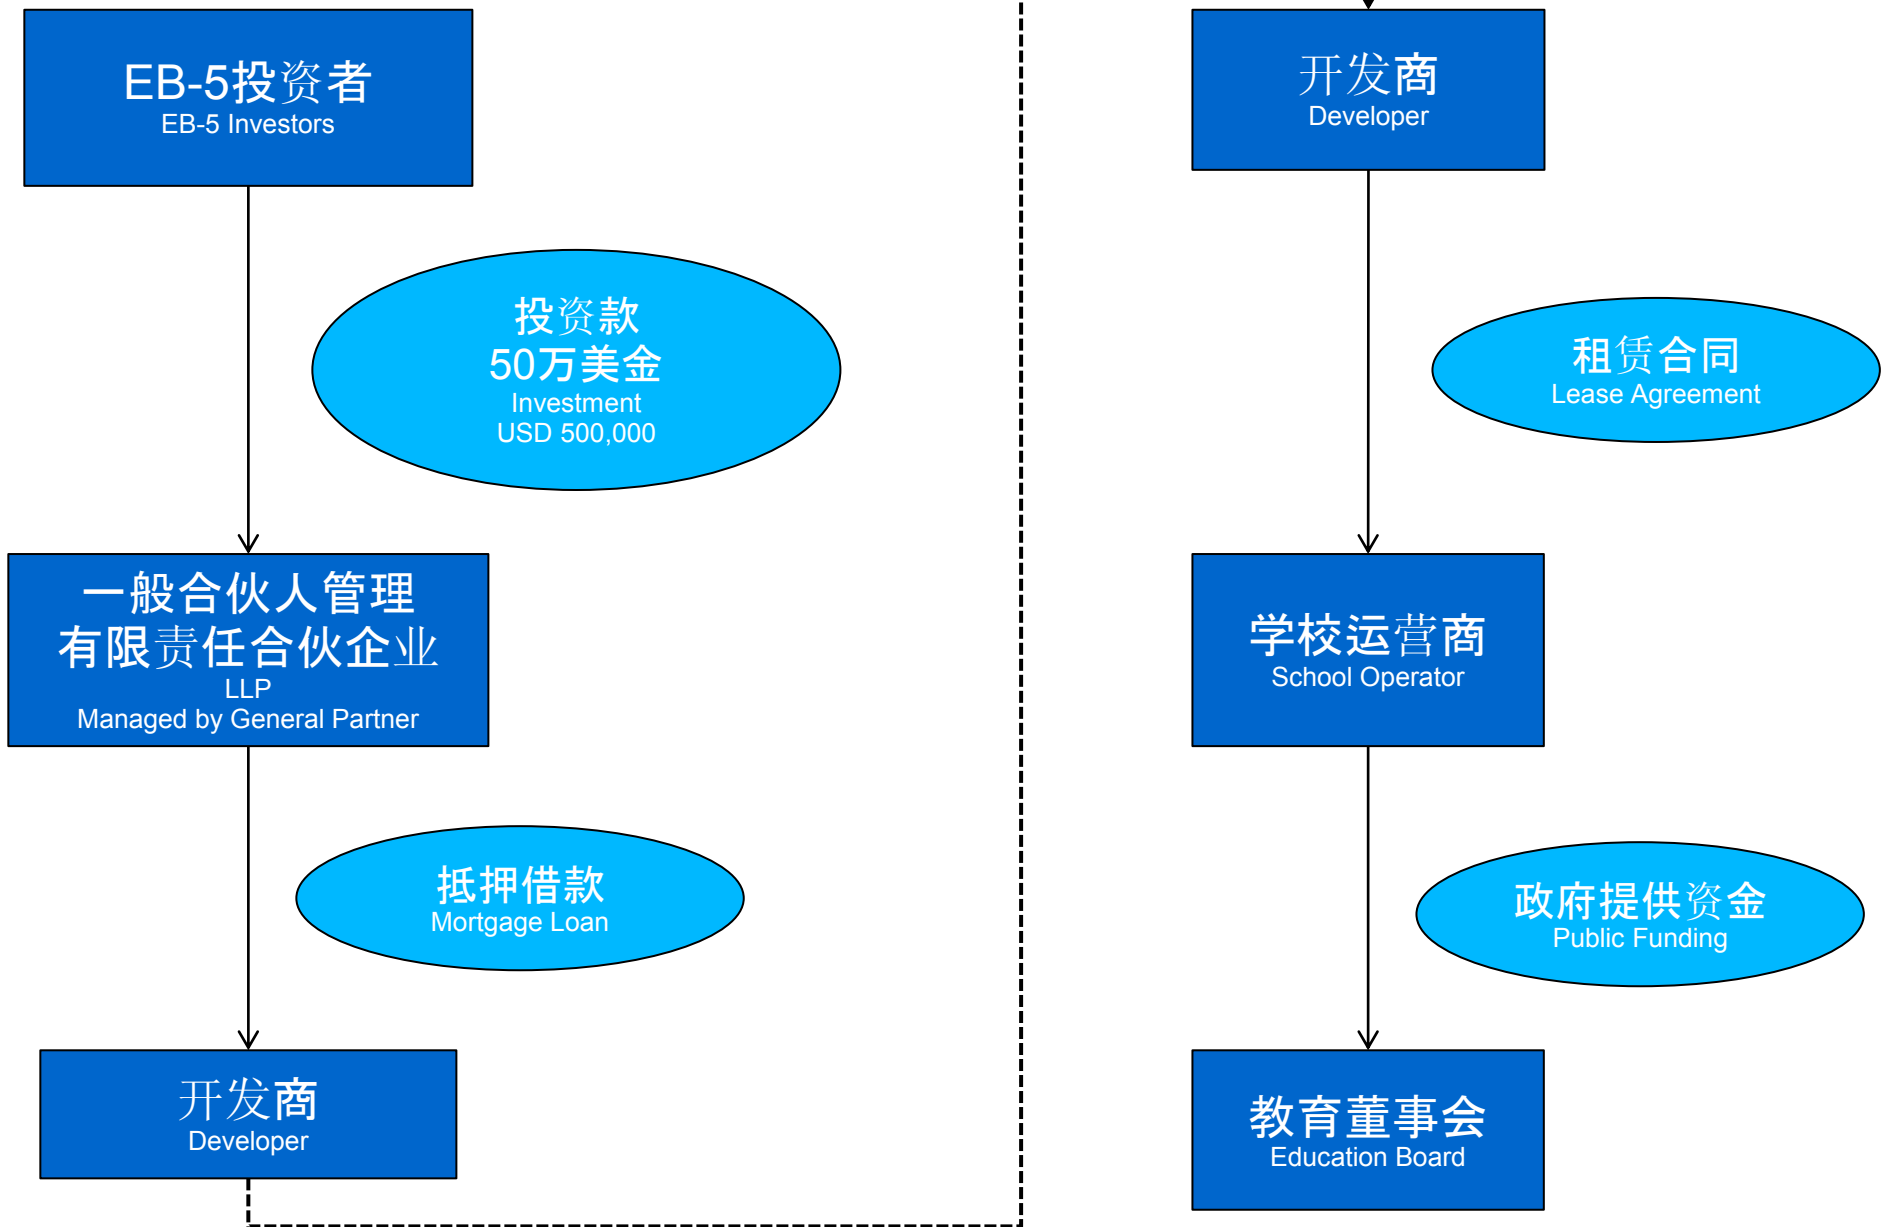 EB-5投资者
EB-5 Investors
投资款
50万美金
Investment
USD 500,000
一般合伙人管理
有限责任合伙企业
LLP
Managed by General Partner
抵押借款
Mortgage Loan
开发商
Developer
开发商
Developer
租赁合同
Lease Agreement
学校运营商
School Operator
政府提供资金
Public Funding
教育董事会
Education Board